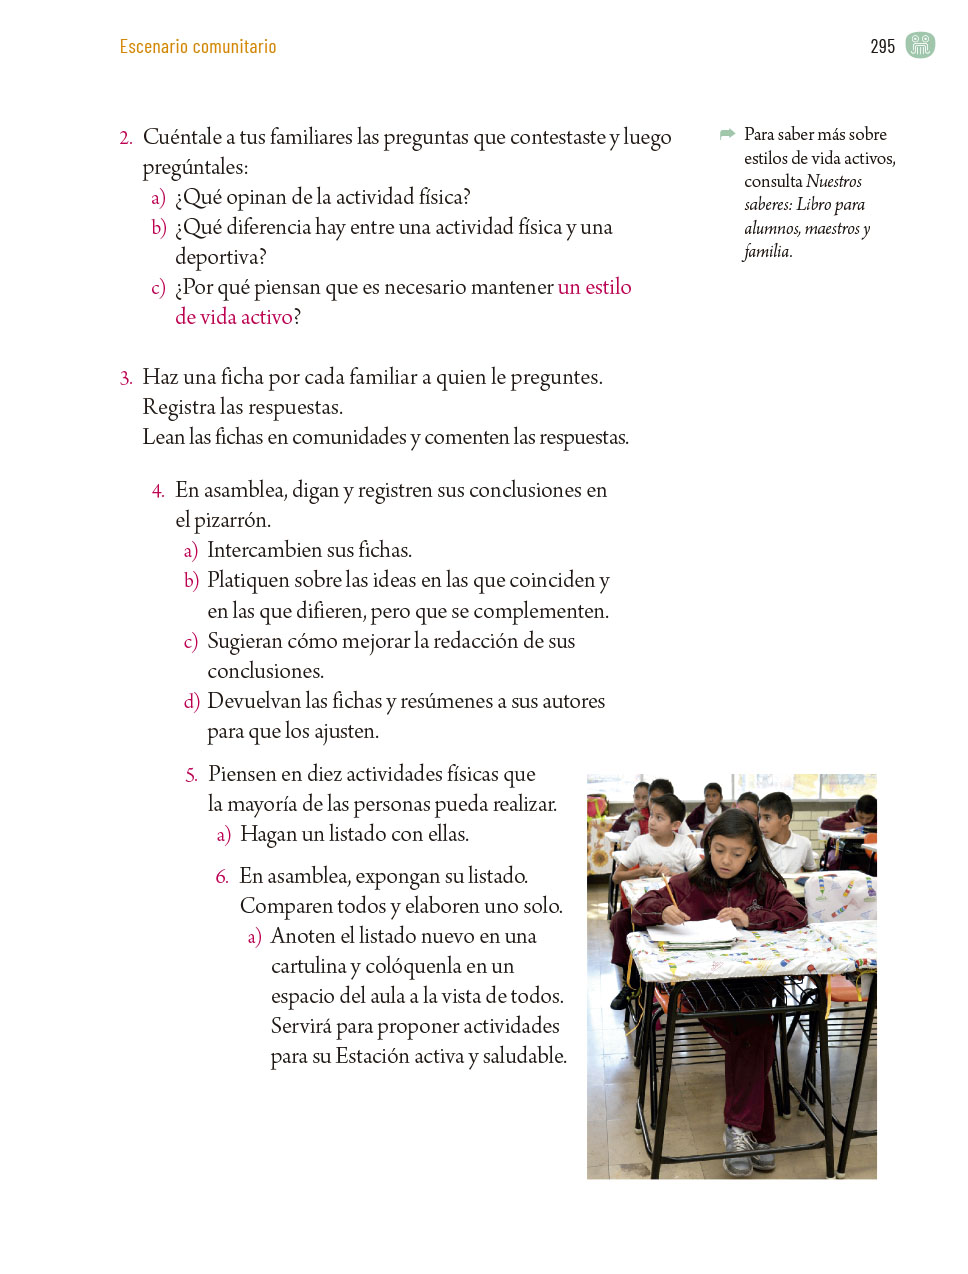 Escenario comunitario
295
2. Cuéntale a tus familiares las preguntas que contestaste y luego
pregúntales:
a) ¿Qué opinan de la actividad física?
b) ¿Qué diferencia hay entre una actividad física y una
deportiva?
c) ¿Por qué piensan que es necesario mantener un estilo
de vida activo?
Para saber más sobre
estilos de vida activos,
consulta Nuestros
saberes: Libro para
alumnos, maestros y
familia.
3. Haz una ficha por cada familiar a quien le preguntes.
Registra las respuestas.
Lean las fichas en comunidades y comenten las respuestas.
4. En asamblea, digan y registren sus conclusiones en
el pizarrón.
a) Intercambien sus fichas.
b) Platiquen sobre las ideas en las que coinciden y
en las que difieren, pero que se complementen.
c) Sugieran cómo mejorar la redacción de sus
conclusiones.
d) Devuelvan las fichas y resúmenes a sus autores
para que los ajusten.
5. Piensen en diez actividades físicas que
la mayoría de las personas pueda realizar.
a) Hagan un listado con ellas.
6. En asamblea, expongan su listado.
Comparen todos y elaboren uno solo.
a) Anoten el listado nuevo en una
cartulina y colóquenla en un
espacio del aula a la vista de todos.
Servirá para proponer actividades
para su Estación activa y saludable.